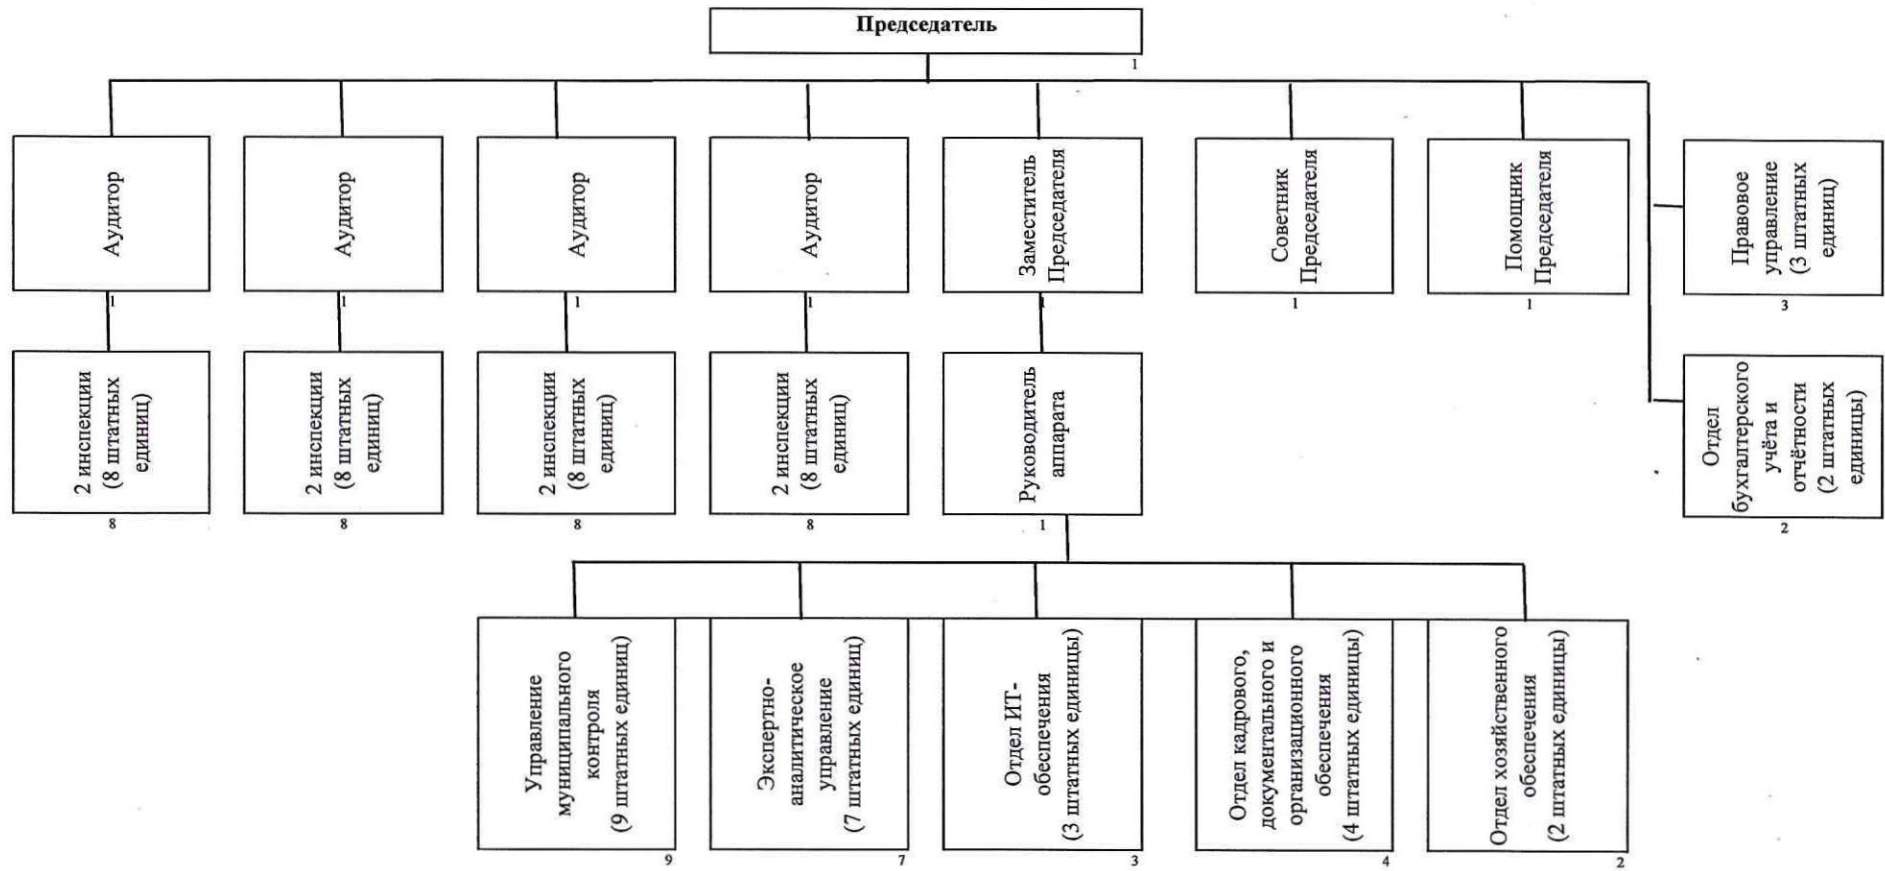 Председатель
1
Аудитор
1
Аудитор
1
Аудитор
1
Аудитор
1
Заместитель
Председателя
1
Советник
Председателя
1
Помощник
Председателя
1
Правовое
управление
(3 штатных
единиц)
3
2 инспекции
(8 штатных
единиц)
8
2 инспекции
(8 штатных
единиц)
8
2 инспекции
(8 штатных
единиц)
8
2 инспекции
(8 штатных
единиц)
8
Руководитель
аппарата
1
Отдел
бухгалтерского
учёта и
отчётности
(2 штатных
единицы)
2
Управление
муниципального
контроля
(9 штатных единиц)
9
Экспертно-
аналитическое
управление
(7 штатных единиц)
7
Отдел ИТ-
обеспечения
(3 штатных единицы)
3
Отдел кадрового,
документального и
организационного
обеспечения
(4 штатных единицы)
4
Отдел хозяйственного
обеспечения
(2 штатных единицы)
2